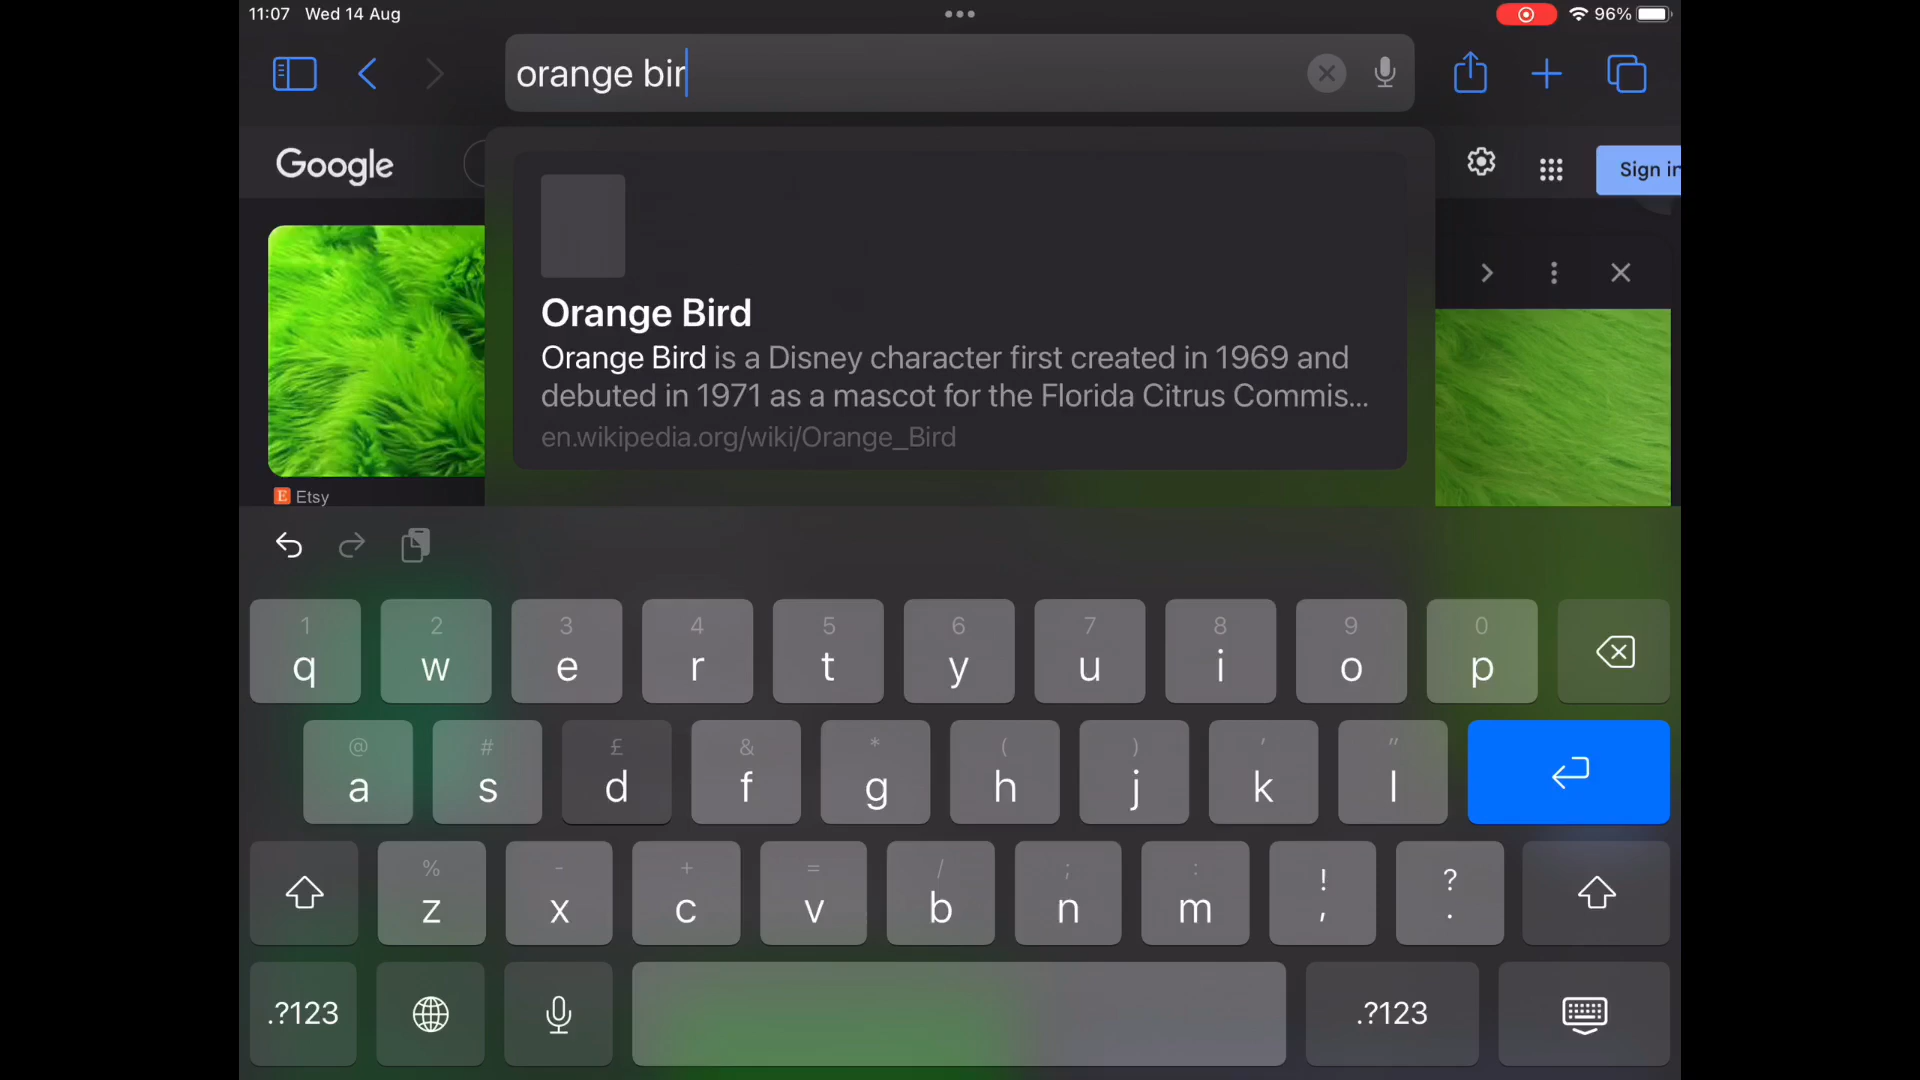 11:07 Wed 14 Aug
96%
orange bir
Google
Sign in
Orange Bird
Orange Bird is a Disney character first created in 1969 and
debuted in 1971 as a mascot for the Florida Citrus Commis...
en.wikipedia.org/wiki/Orange_Bird
E Etsy
1 2 3 4 5 6 7 8 9 0
q w e r t y u i o p
@ # £ & * ( ) ' "
a s d f g h j k l
% - + = / ; : ! ?
z x c v b n m , .
.?123 .?123